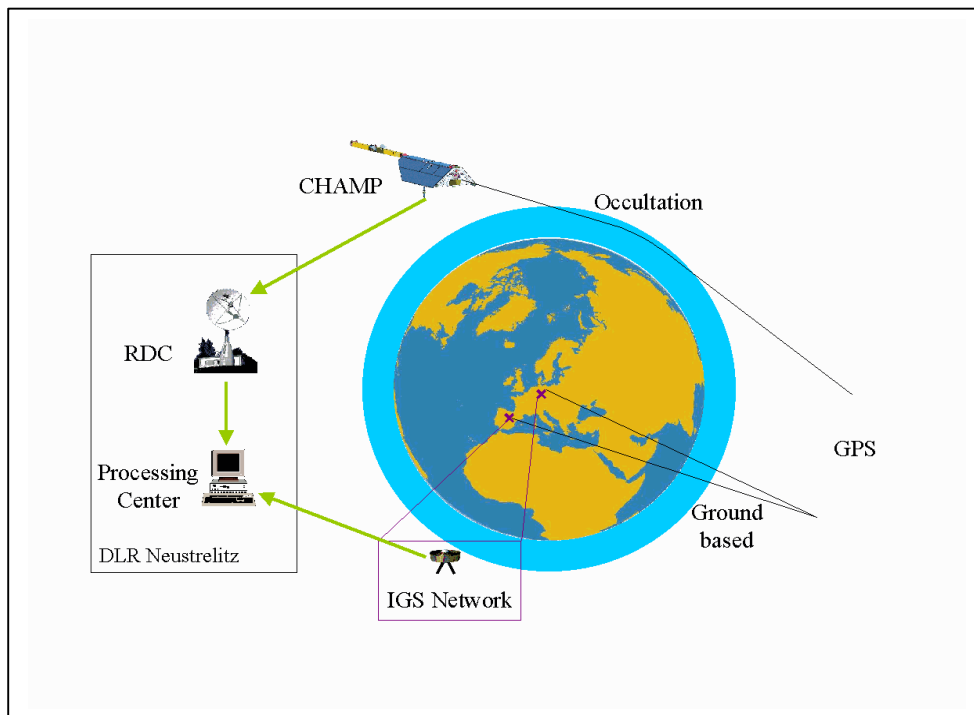 CHAMP
Occultation
RDC
GPS
Processing
Center
Ground
based
DLR Neustrelitz
IGS Network